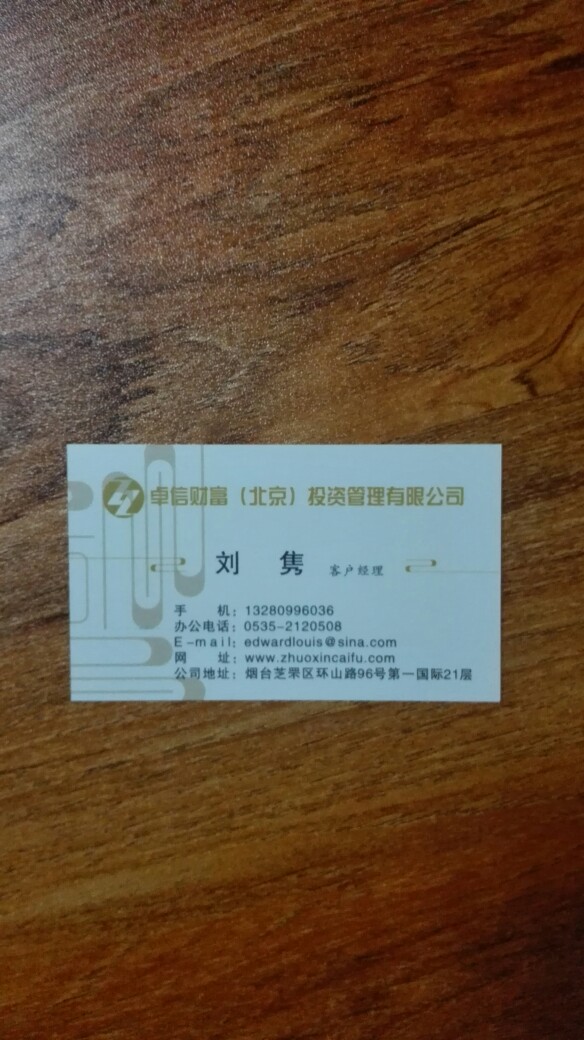 卓信财富（北京）投资管理有限公司
刘 隽 客户经理
手 机：13280996036
办公电话：0535-2120508
E-mail：edwardlouis@sina.com
网 址：www.zhuoxincaifu.com
公司地址：烟台芝罘区环山路96号第一国际21层